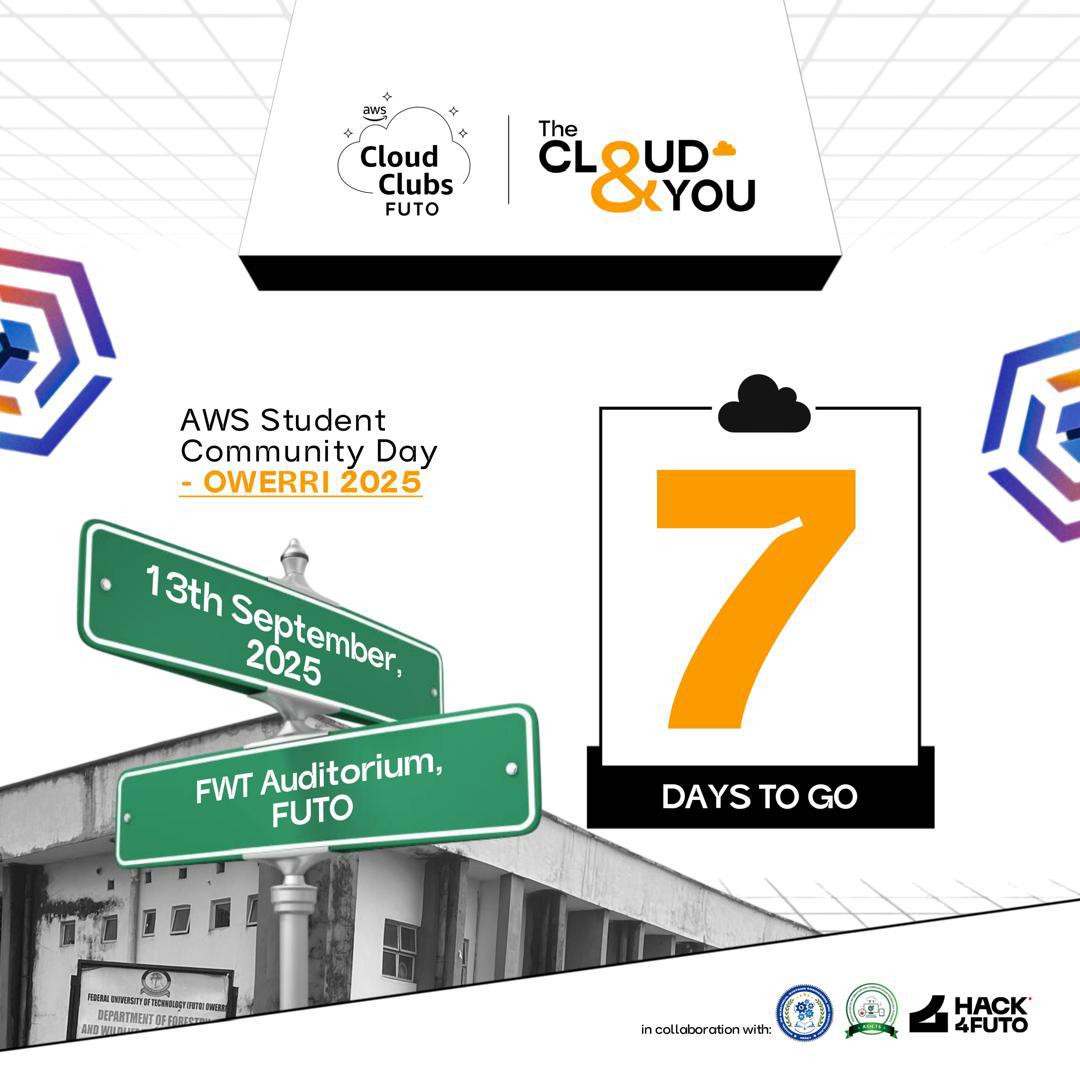 aws
Cloud
Clubs
FUTO
The
CL&UD
&YOU
AWS Student
Community Day
- OWERRI 2025
13th September,
2025
FWT Auditorium,
FUTO
7
DAYS TO GO
FEDERAL UNIVERSITY OF TECHNOLOGY (FUTO) OWERRI
DEPARTMENT OF FORESTRY
AND
in collaboration with:
ASICTS
HACK
4FUTO